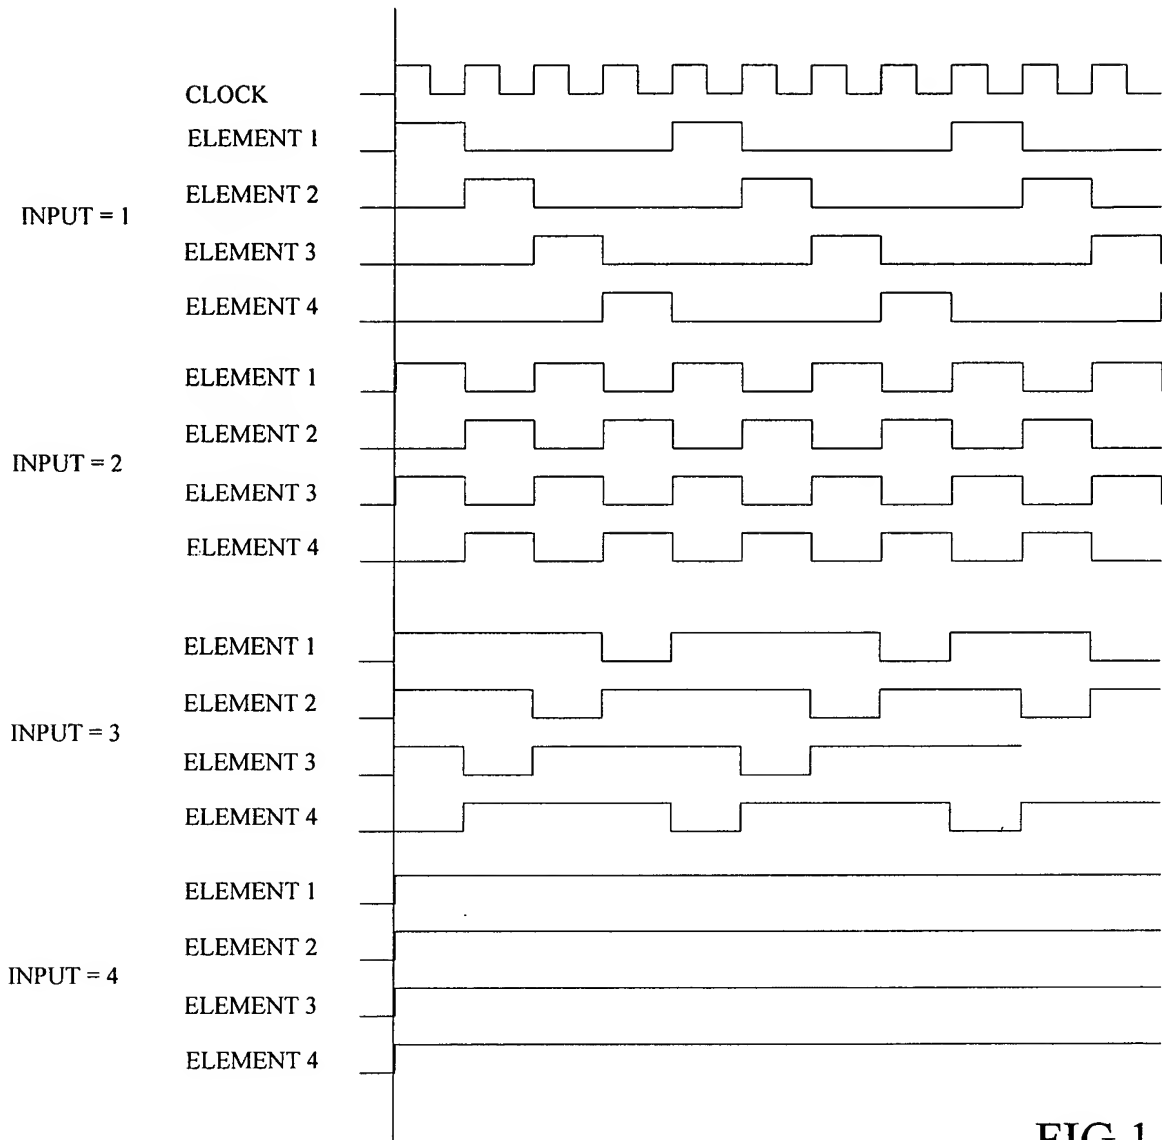 CLOCK
ELEMENT 1
ELEMENT 2
INPUT = 1
ELEMENT 3
ELEMENT 4
ELEMENT 1
ELEMENT 2
INPUT = 2
ELEMENT 3
ELEMENT 4
ELEMENT 1
ELEMENT 2
INPUT = 3
ELEMENT 3
ELEMENT 4
ELEMENT 1
ELEMENT 2
INPUT = 4
ELEMENT 3
ELEMENT 4
FIG 1